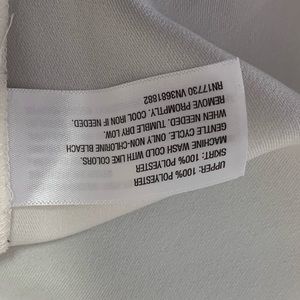 UPPER: 100% POLYESTER
SKIRT: 100% POLYESTER
MACHINE WASH COLD WITH LIKE COLORS.
GENTLE CYCLE. ONLY NON-CHLORINE BLEACH
WHEN NEEDED. TUMBLE DRY LOW.
REMOVE PROMPTLY. COOL IRON IF NEEDED.
RN17730 VN3681882